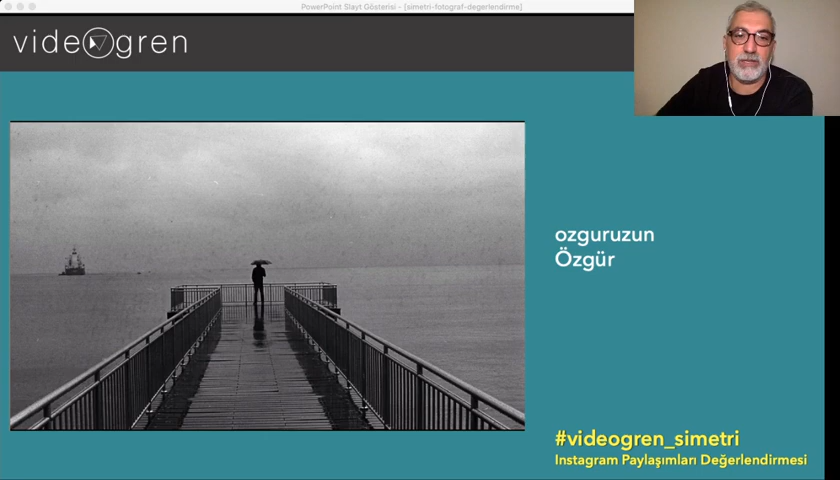 PowerPoint Slayt Gösterisi - [simetri-fotograf-degerlendirme]
videogren
ozguruzun
Özgür
#videogren_simetri
Instagram Paylaşımları Değerlendirmesi